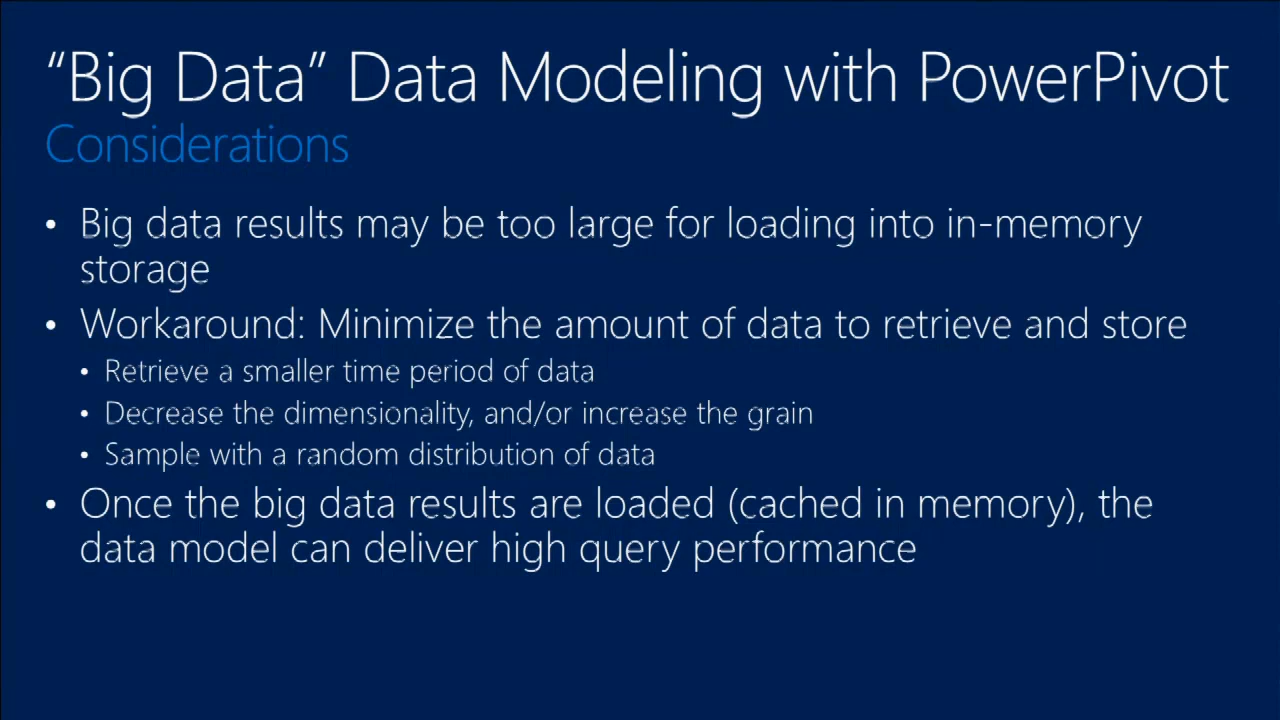 “Big Data” Data Modeling with PowerPivot
Considerations
• Big data results may be too large for loading into in-memory
storage
• Workaround: Minimize the amount of data to retrieve and store
• Retrieve a smaller time period of data
• Decrease the dimensionality, and/or increase the grain
• Sample with a random distribution of data
• Once the big data results are loaded (cached in memory), the
data model can deliver high query performance